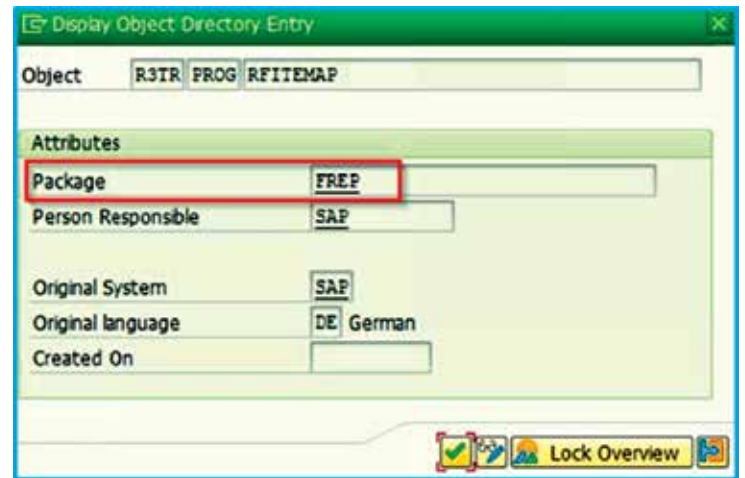 Display Object Directory Entry
Object R3TR PROG RFITEMAP
Attributes
Package FREP
Person Responsible SAP
Original System SAP
Original language DE German
Created On
Lock Overview